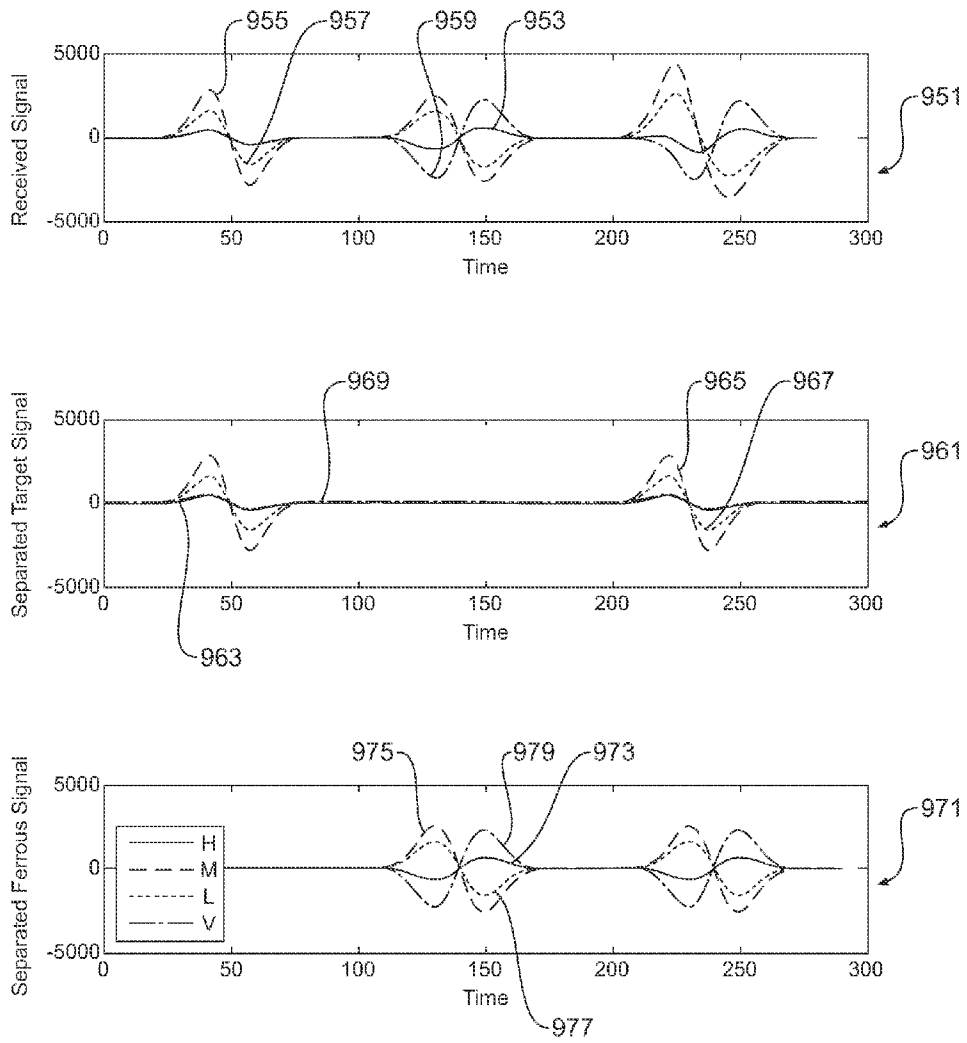 955
957
959
953
5000
0
-5000
Received Signal
951
0 50 100 150 200 250 300
Time
969
965
967
5000
0
-5000
Separated Target Signal
961
963
0 50 100 150 200 250 300
Time
975
979
973
5000
0
-5000
Separated Ferrous Signal
H
M
L
V
971
0 50 100 150 200 250 300
Time
977